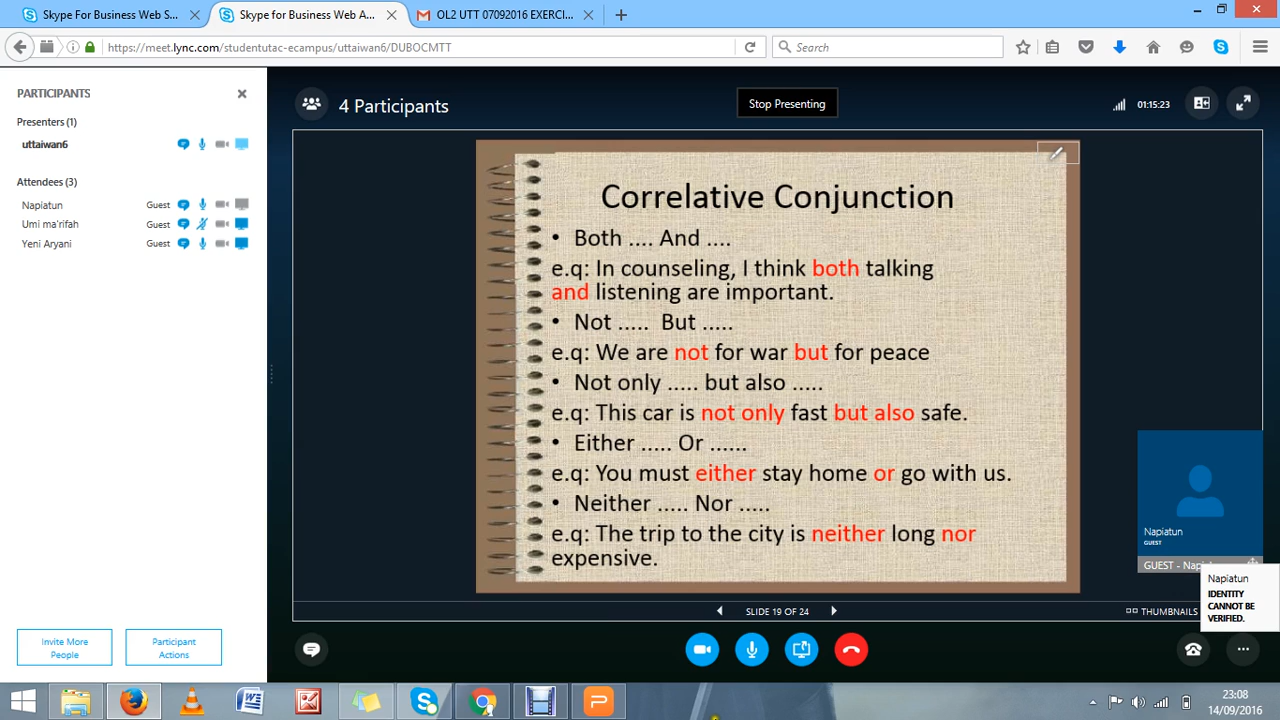 Skype For Business Web S...
Skype for Business Web A...
OL2 UTT 07092016 EXERCI...
https://meet.lync.com/studentutac-ecampus/uttaiwan6/DUBOCMTT
Search
PARTICIPANTS
Presenters (1)
uttaiwan6
Attendees (3)
Napiatun Guest
Umi ma'rifah Guest
Yeni Aryani Guest
Invite More
People
Participant
Actions
4 Participants
Stop Presenting
01:15:23
Correlative Conjunction
• Both .... And ....
e.q: In counseling, I think both talking
and listening are important.
• Not ..... But .....
e.q: We are not for war but for peace
• Not only ..... but also .....
e.q: This car is not only fast but also safe.
• Either ..... Or ......
e.q: You must either stay home or go with us.
• Neither ..... Nor .....
e.q: The trip to the city is neither long nor
expensive.
Napiatun
GUEST
GUEST - Napi
Napiatun
IDENTITY
CANNOT BE
VERIFIED.
SLIDE 19 OF 24
THUMBNAILS
23:08
14/09/2016